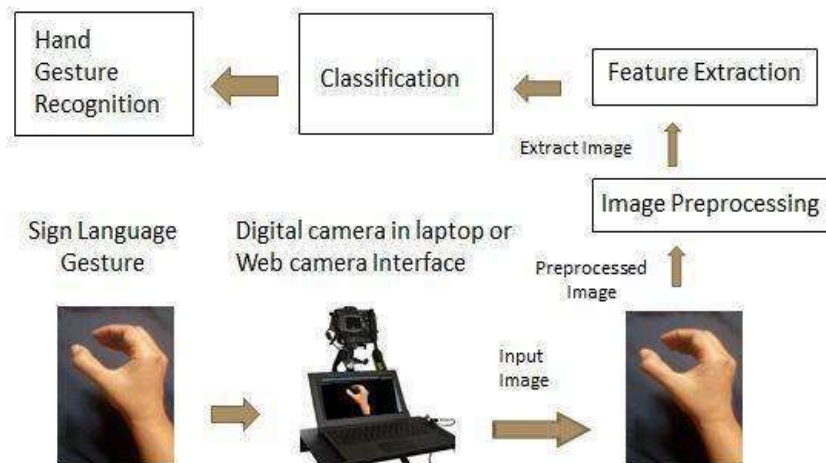 Hand
Gesture
Recognition
Classification
Feature Extraction
Extract Image
Image Preprocessing
Sign Language
Gesture
Digital camera in laptop or
Web camera Interface
Preprocessed
Image
Input
Image